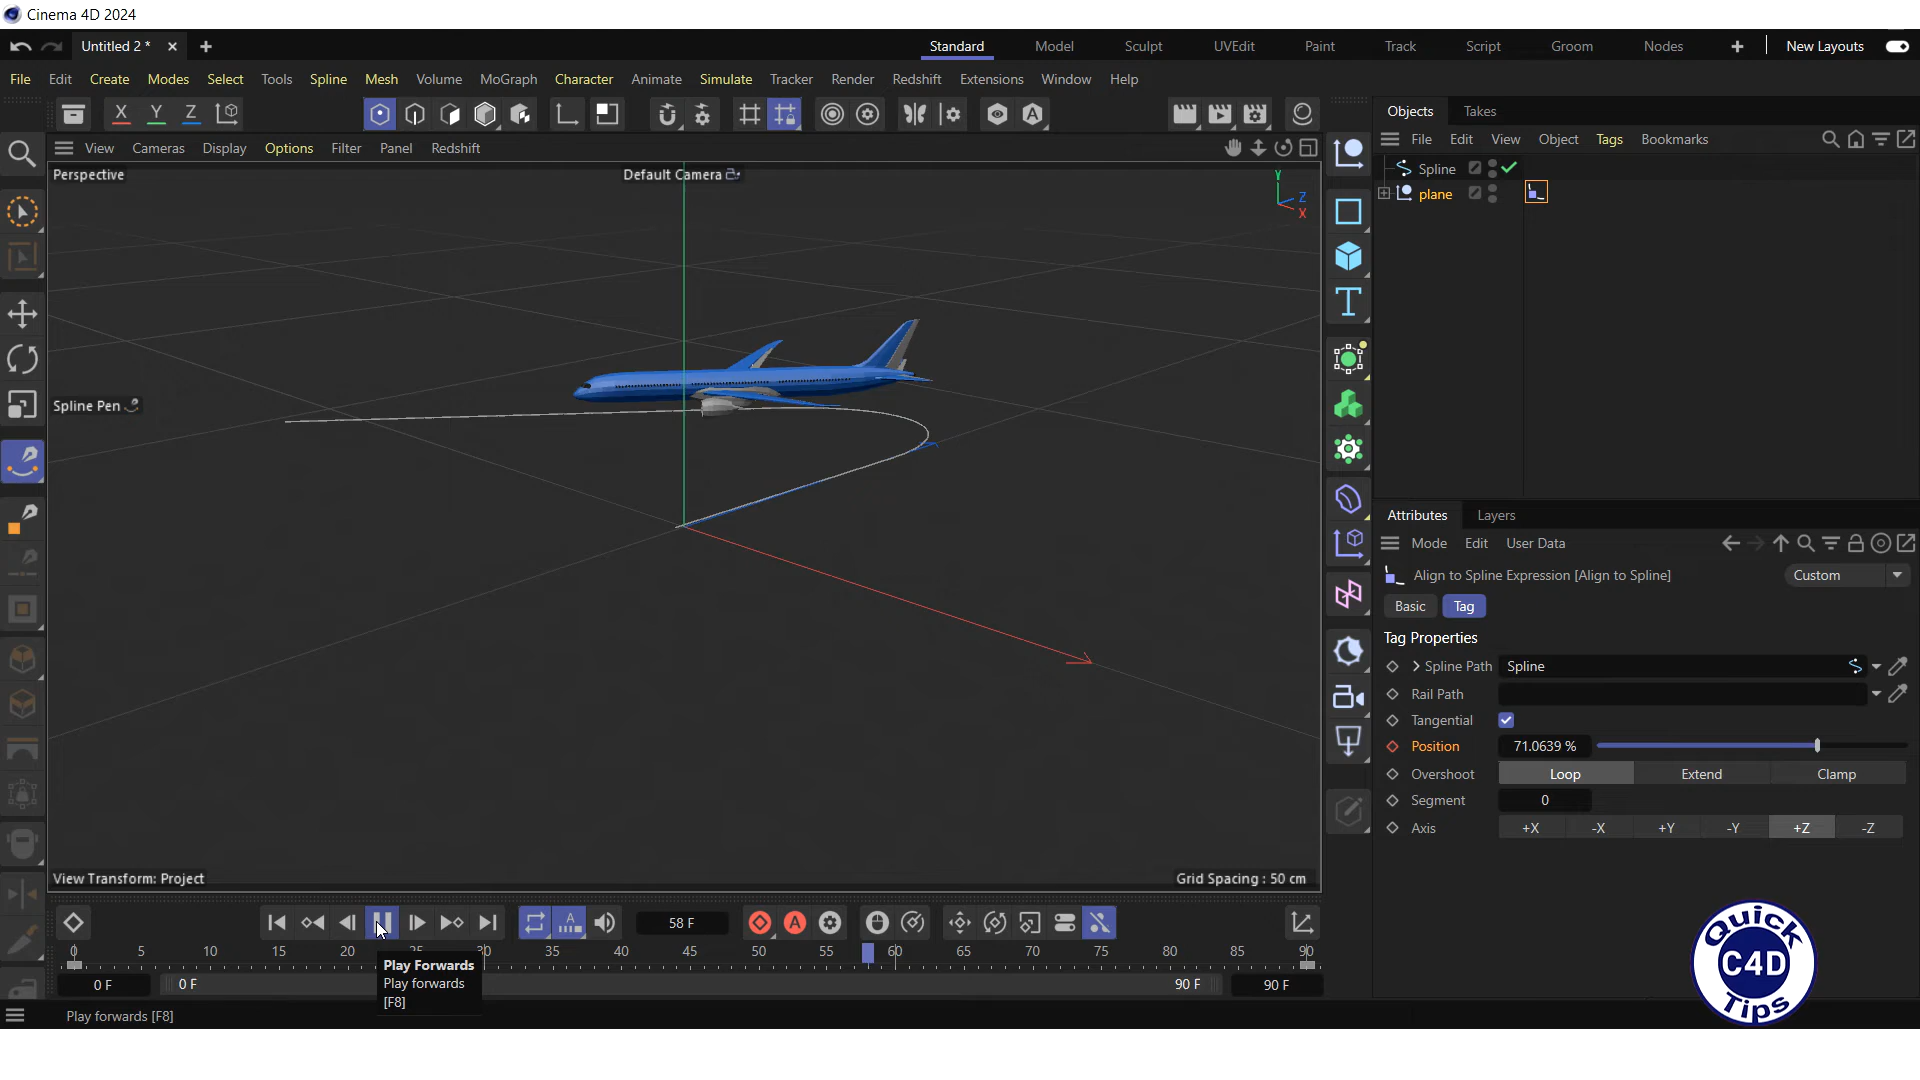 Cinema 4D 2024
Untitled 2 *
Standard Model Sculpt UVEdit Paint Track Script Groom Nodes New Layouts
File Edit Create Modes Select Tools Spline Mesh Volume MoGraph Character Animate Simulate Tracker Render Redshift Extensions Window Help
X Y Z
Objects Takes
File Edit View Object Tags Bookmarks
View Cameras Display Options Filter Panel Redshift
Perspective
Default Camera
Y
Z
X
Spline
plane
Spline Pen
Attributes Layers
Mode Edit User Data
Align to Spline Expression [Align to Spline]
Custom
Basic Tag
Tag Properties
Spline Path Spline
Rail Path
Tangential
Position 71.0639 %
Overshoot Loop Extend Clamp
Segment 0
Axis +X -X +Y -Y +Z -Z
View Transform: Project
Grid Spacing : 50 cm
58 F
0 5 10 15 20 25 30 35 40 45 50 55 60 65 70 75 80 85 90
0 F 0 F 90 F 90 F
Play Forwards
Play forwards
[F8]
Play forwards [F8]
Quick
C4D
Tips